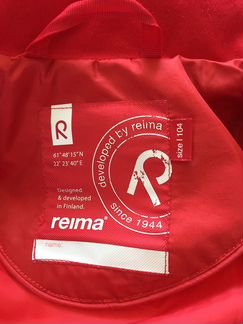 R
61° 48' 15" N
22° 23' 40" E
Designed
& developed
in Finland.
reima®
name:
developed by reima
R
since 1944
size | 104